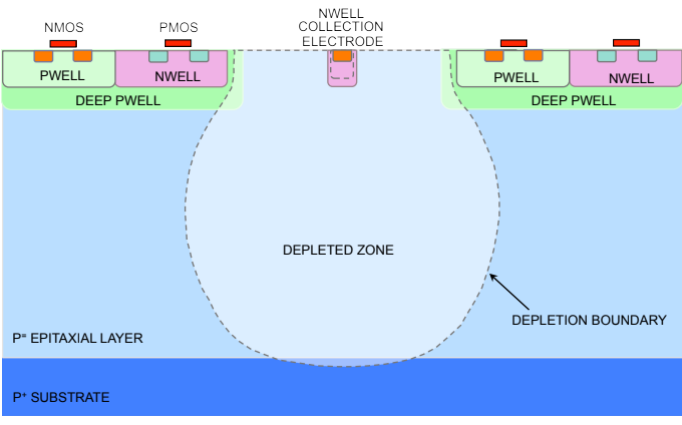 NMOS
PMOS
NWELL
COLLECTION
ELECTRODE
PWELL
NWELL
PWELL
NWELL
DEEP PWELL
DEEP PWELL
DEPLETED ZONE
DEPLETION BOUNDARY
P⁼ EPITAXIAL LAYER
P⁺ SUBSTRATE